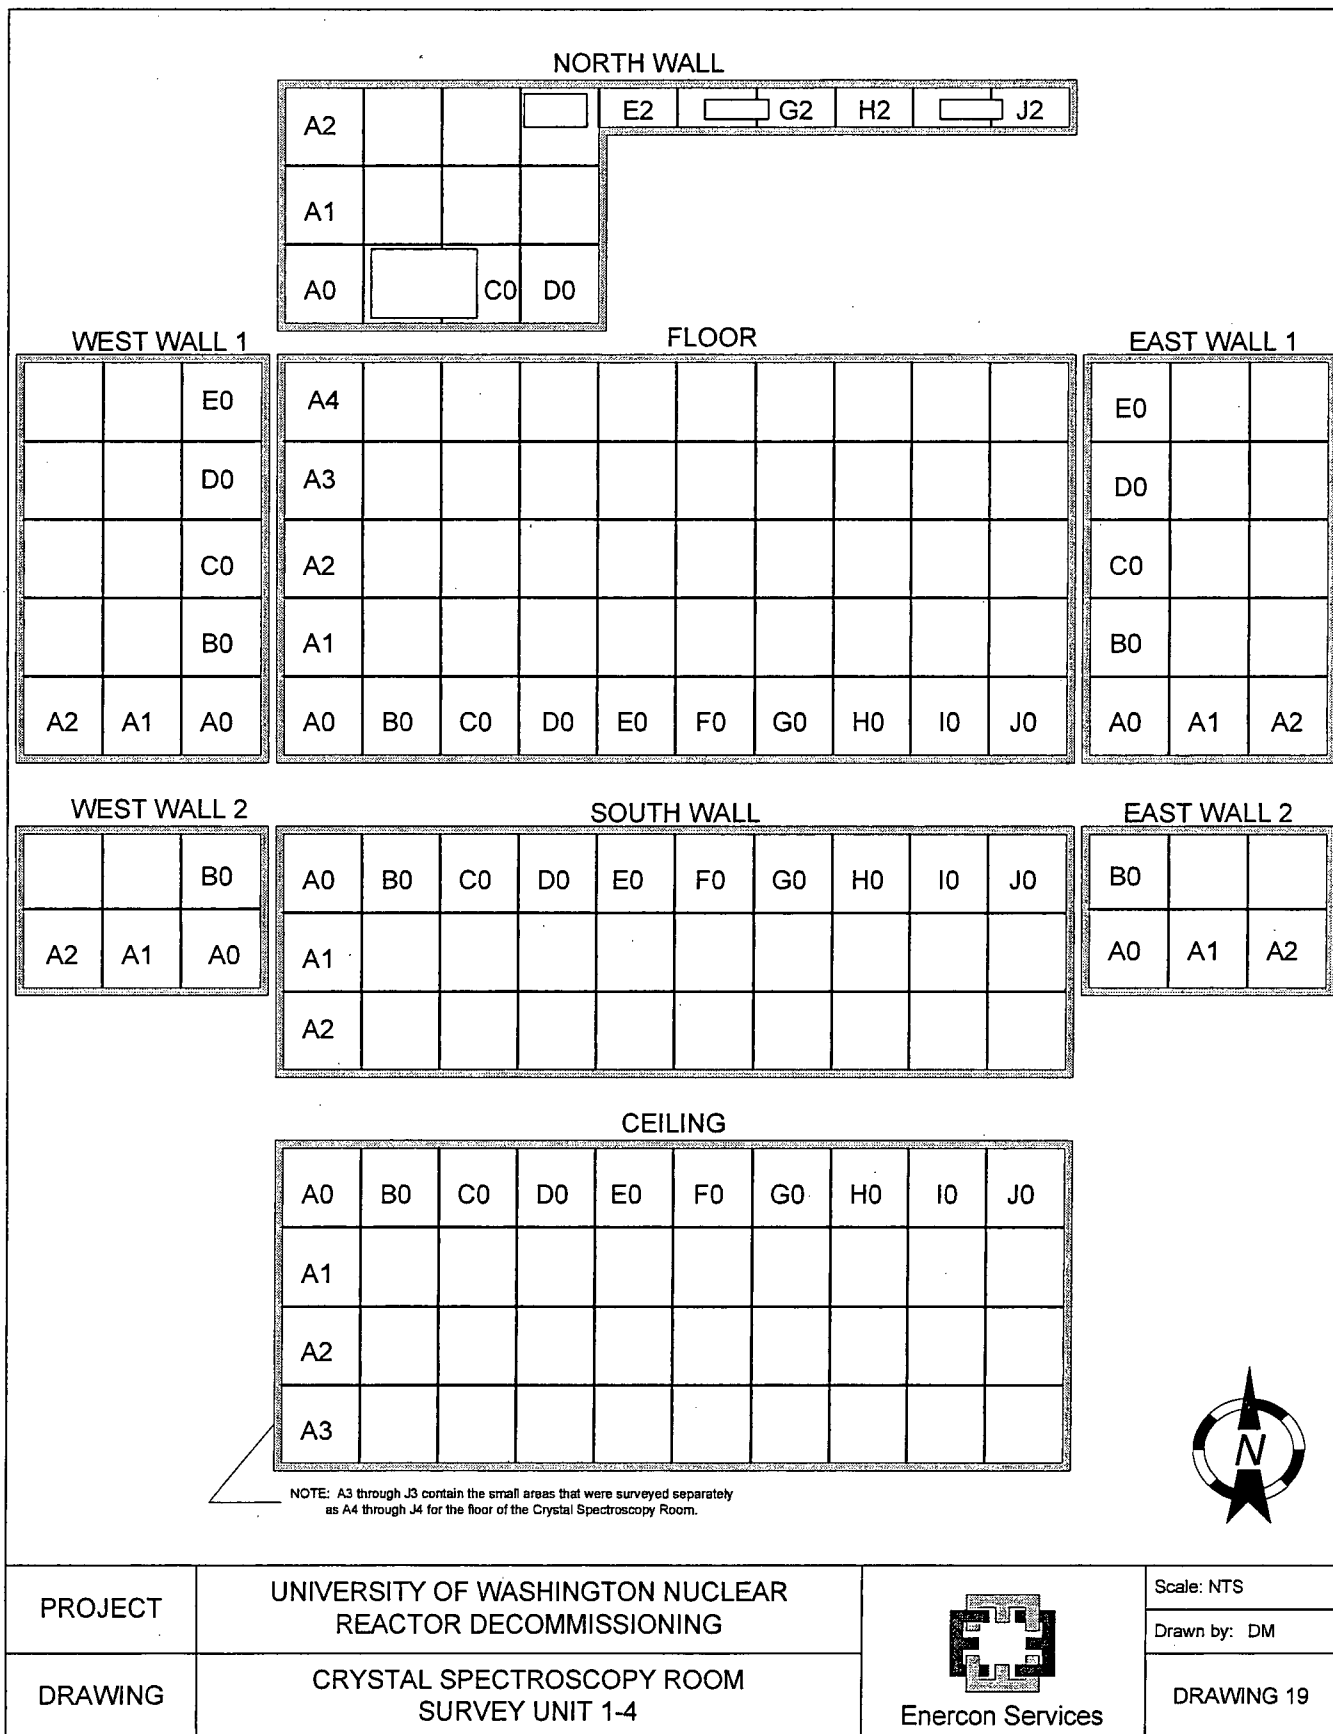 NORTH WALL
A2 E2 G2 H2 J2
A1
A0 C0 D0
WEST WALL 1 FLOOR EAST WALL 1
E0 A4 E0
D0 A3 D0
C0 A2 C0
B0 A1 B0
A2 A1 A0 A0 B0 C0 D0 E0 F0 G0 H0 I0 J0 A0 A1 A2
WEST WALL 2 SOUTH WALL EAST WALL 2
B0 A0 B0 C0 D0 E0 F0 G0 H0 I0 J0 B0
A2 A1 A0 A1 A0 A1 A2
A2
CEILING
A0 B0 C0 D0 E0 F0 G0 H0 I0 J0
A1
A2
A3
N
NOTE: A3 through J3 contain the small areas that were surveyed separately
as A4 through J4 for the floor of the Crystal Spectroscopy Room.
PROJECT
UNIVERSITY OF WASHINGTON NUCLEAR
REACTOR DECOMMISSIONING
DRAWING
CRYSTAL SPECTROSCOPY ROOM
SURVEY UNIT 1-4
Enercon Services
Scale: NTS
Drawn by: DM
DRAWING 19